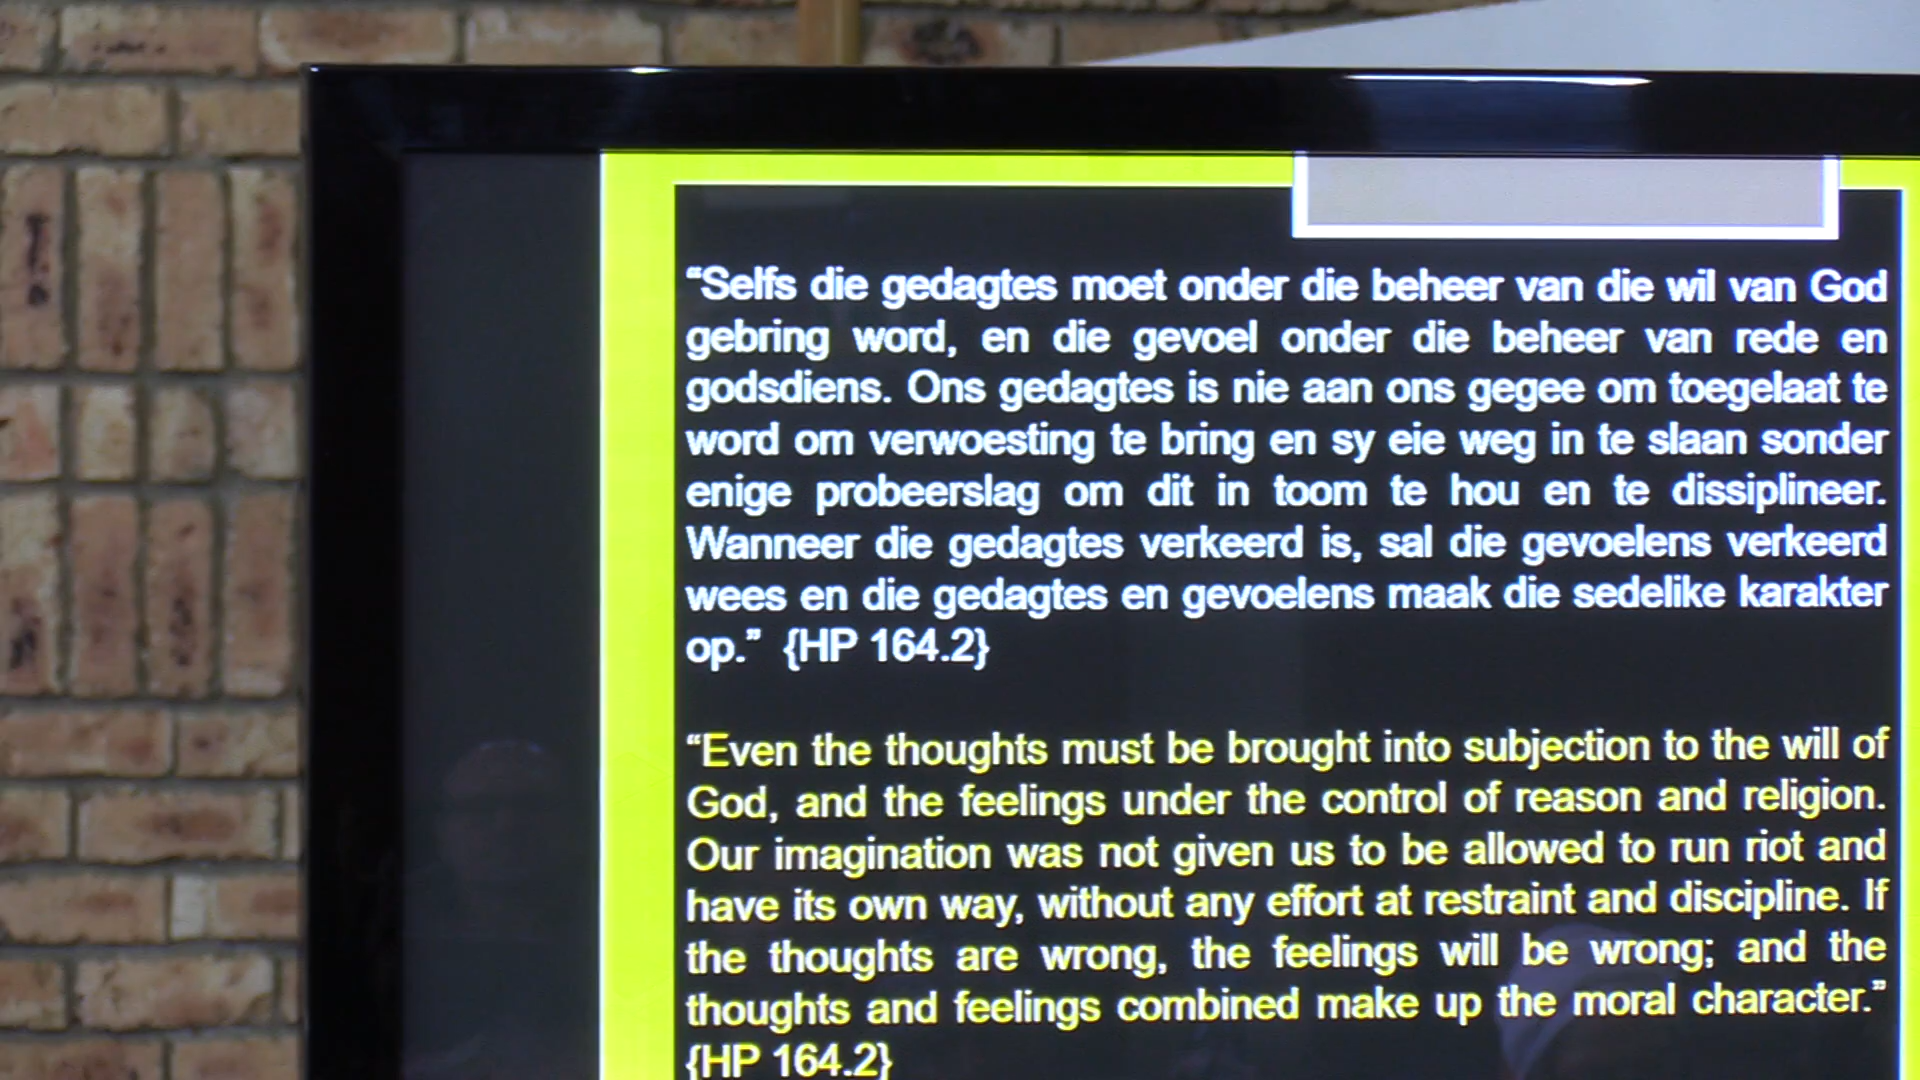 “Selfs die gedagtes moet onder die beheer van die wil van God
gebring word, en die gevoel onder die beheer van rede en
godsdiens. Ons gedagtes is nie aan ons gegee om toegelaat te
word om verwoesting te bring en sy eie weg in te slaan sonder
enige probeerslag om dit in toom te hou en te dissiplineer.
Wanneer die gedagtes verkeerd is, sal die gevoelens verkeerd
wees en die gedagtes en gevoelens maak die sedelike karakter
op.” {HP 164.2}
“Even the thoughts must be brought into subjection to the will of
God, and the feelings under the control of reason and religion.
Our imagination was not given us to be allowed to run riot and
have its own way, without any effort at restraint and discipline. If
the thoughts are wrong, the feelings will be wrong; and the
thoughts and feelings combined make up the moral character.”
{HP 164.2}